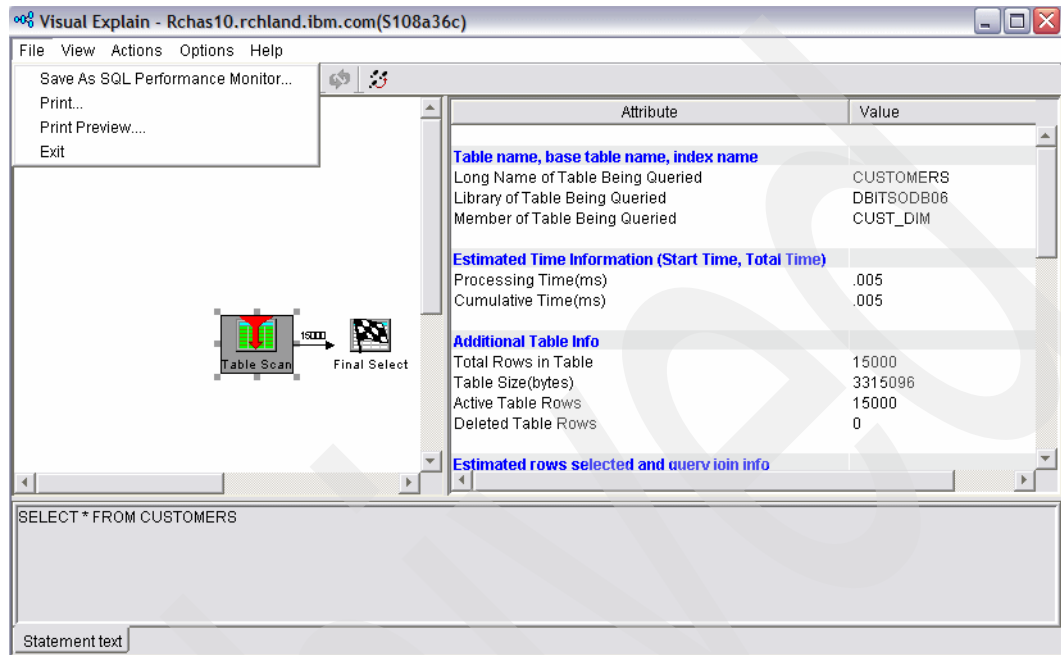 Visual Explain - Rchas10.rchland.ibm.com(S108a36c)
File View Actions Options Help
Save As SQL Performance Monitor...
Print...
Print Preview....
Exit
Attribute Value
Table name, base table name, index name
Long Name of Table Being Queried CUSTOMERS
Library of Table Being Queried DBITSODB06
Member of Table Being Queried CUST_DIM
Estimated Time Information (Start Time, Total Time)
Processing Time(ms) .005
Cumulative Time(ms) .005
Additional Table Info
Total Rows in Table 15000
Table Size(bytes) 3315096
Active Table Rows 15000
Deleted Table Rows 0
Estimated rows selected and query join info
15000
Table Scan
Final Select
SELECT * FROM CUSTOMERS
Statement text